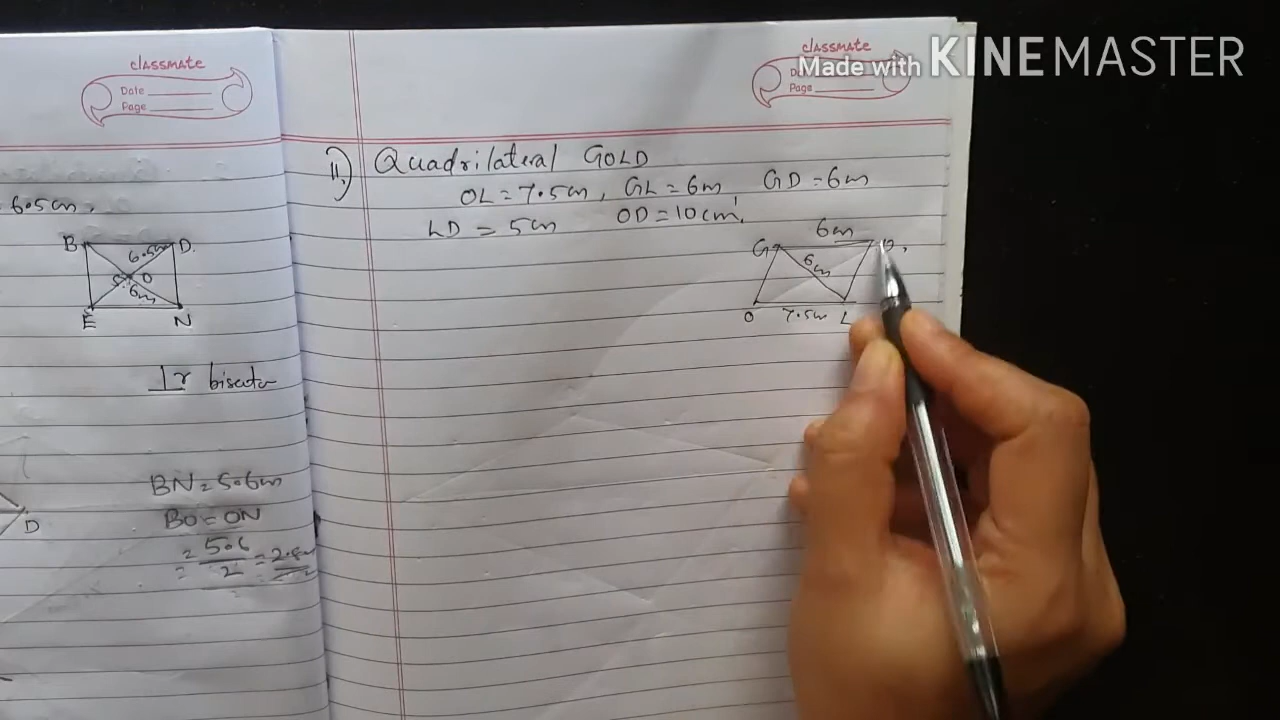 classmate
Date
Page
6.5cm.
B 6.5cm D.
O
6cm
E N
⊥r bisector
D
BN = 5.6cm
BO = ON
= 5.6
2
= 2.8cm
classmate
Page
Made with KINEMASTER
ii.) Quadrilateral GOLD
OL = 7.5cm, GL = 6cm GD = 6cm
LD = 5cm OD = 10cm.
6cm
G D.
6cm
O 7.5cm L